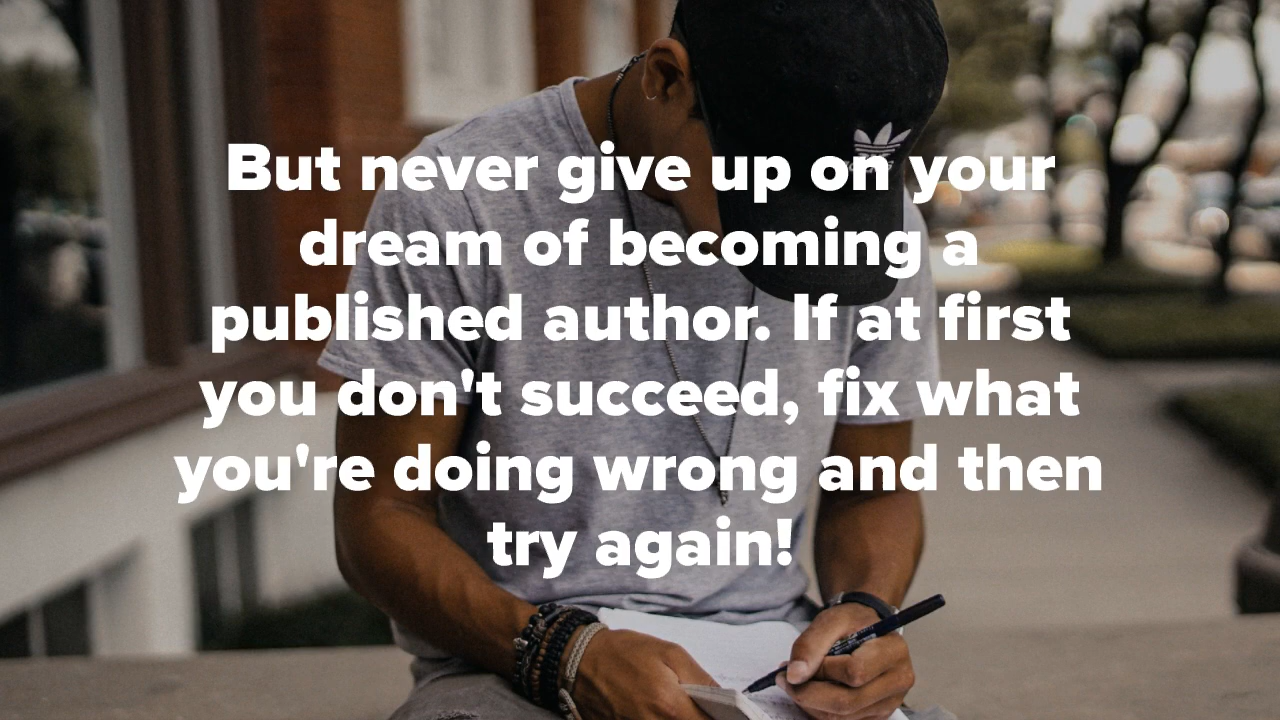 But never give up on your
dream of becoming a
published author. If at first
you don't succeed, fix what
you're doing wrong and then
try again!